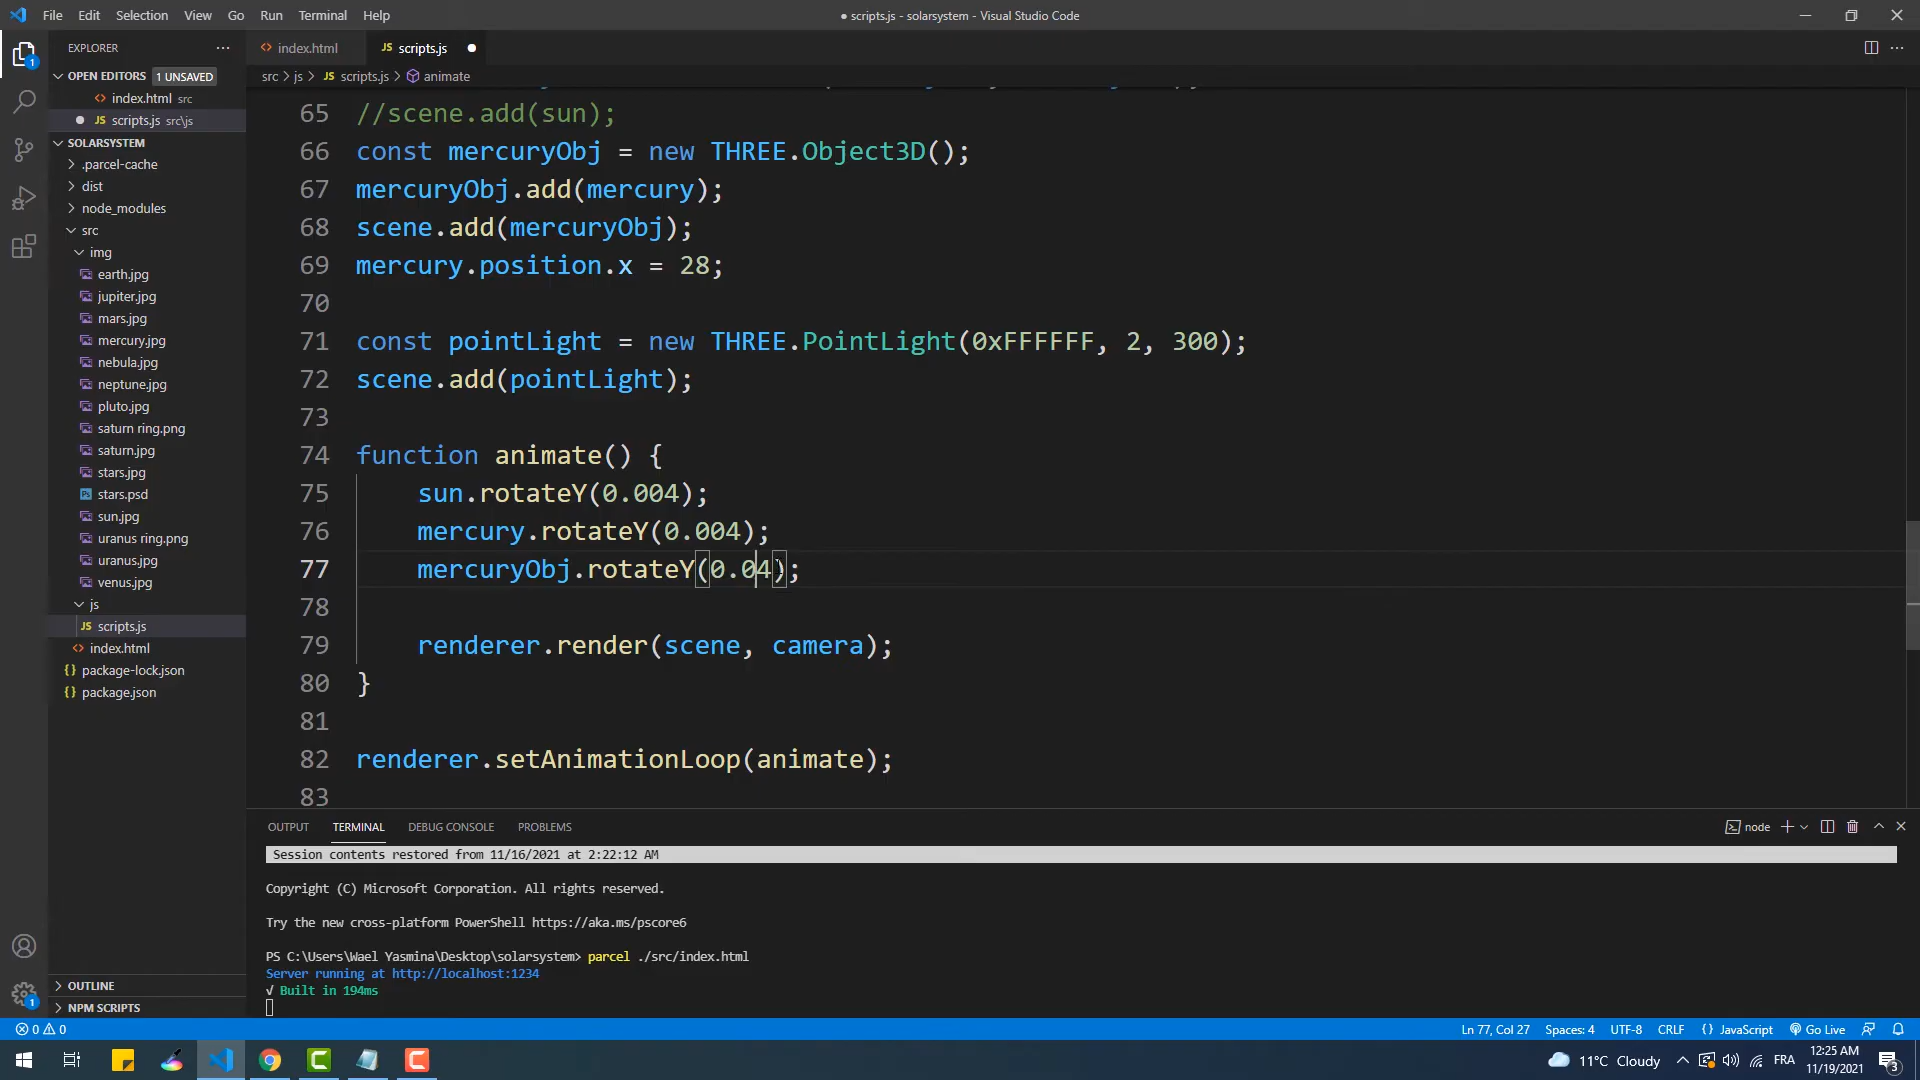 File Edit Selection View Go Run Terminal Help
● scripts.js - solarsystem - Visual Studio Code
EXPLORER
OPEN EDITORS 1 UNSAVED
index.html src
JS scripts.js src\js
SOLARSYSTEM
.parcel-cache
dist
node_modules
src
img
earth.jpg
jupiter.jpg
mars.jpg
mercury.jpg
nebula.jpg
neptune.jpg
pluto.jpg
saturn ring.png
saturn.jpg
stars.jpg
stars.psd
sun.jpg
uranus ring.png
uranus.jpg
venus.jpg
js
JS scripts.js
index.html
package-lock.json
package.json
OUTLINE
NPM SCRIPTS
index.html
JS scripts.js
src > js > JS scripts.js > animate
65 //scene.add(sun);
66 const mercuryObj = new THREE.Object3D();
67 mercuryObj.add(mercury);
68 scene.add(mercuryObj);
69 mercury.position.x = 28;
70
71 const pointLight = new THREE.PointLight(0xFFFFFF, 2, 300);
72 scene.add(pointLight);
73
74 function animate() {
75 sun.rotateY(0.004);
76 mercury.rotateY(0.004);
77 mercuryObj.rotateY(0.04);
78
79 renderer.render(scene, camera);
80 }
81
82 renderer.setAnimationLoop(animate);
83
OUTPUT TERMINAL DEBUG CONSOLE PROBLEMS
node
Session contents restored from 11/16/2021 at 2:22:12 AM
Copyright (C) Microsoft Corporation. All rights reserved.
Try the new cross-platform PowerShell https://aka.ms/pscore6
PS C:\Users\Wael Yasmina\Desktop\solarsystem> parcel ./src/index.html
Server running at http://localhost:1234
√ Built in 194ms
0 0
Ln 77, Col 27 Spaces: 4 UTF-8 CRLF {} JavaScript Go Live
11°C Cloudy FRA 12:25 AM
11/19/2021 3